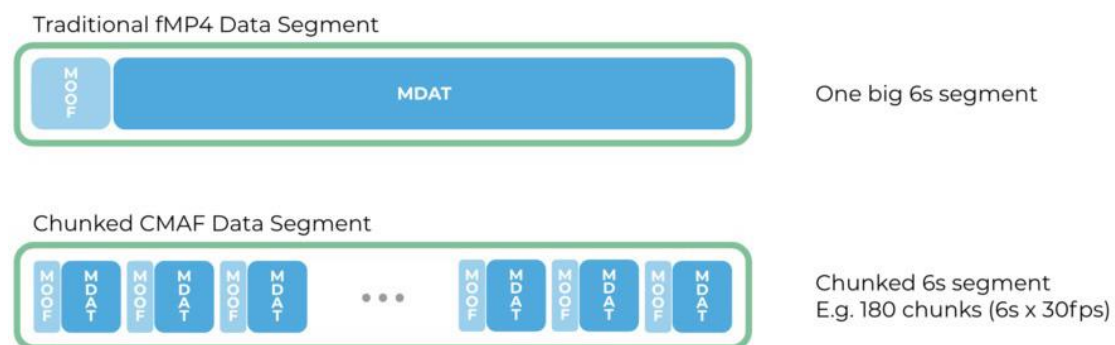 Traditional fMP4 Data Segment
MOOF
MDAT
One big 6s segment
Chunked CMAF Data Segment
MOOF MDAT MOOF MDAT MOOF MDAT ... MOOF MDAT MOOF MDAT MOOF MDAT
Chunked 6s segment
E.g. 180 chunks (6s x 30fps)